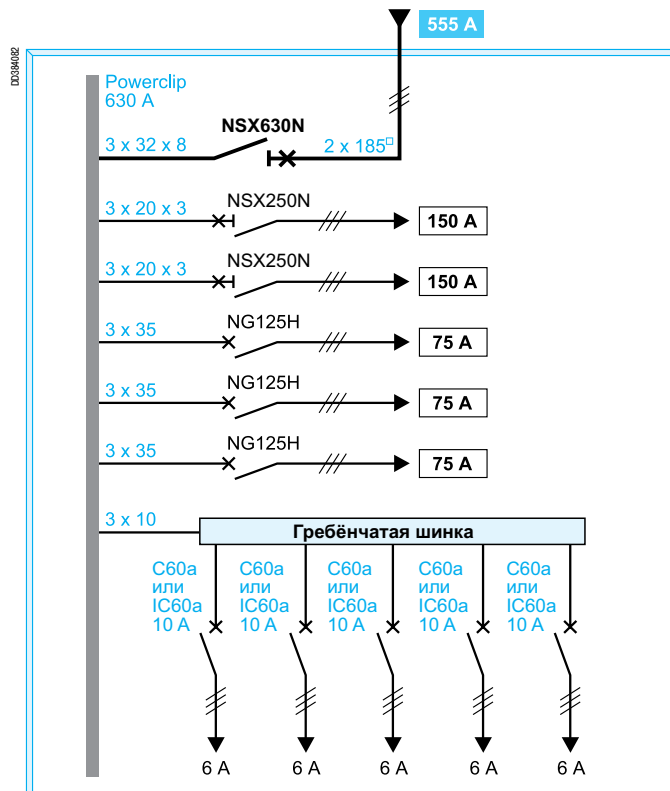 555 A
DD384082
Powerclip
630 A
NSX630N
3 x 32 x 8
2 x 185□
3 x 20 x 3
NSX250N
150 A
3 x 20 x 3
NSX250N
150 A
3 x 35
NG125H
75 A
3 x 35
NG125H
75 A
3 x 35
NG125H
75 A
3 x 10
Гребёнчатая шинка
C60a
или
IC60a
10 A
C60a
или
IC60a
10 A
C60a
или
IC60a
10 A
C60a
или
IC60a
10 A
C60a
или
IC60a
10 A
6 A
6 A
6 A
6 A
6 A